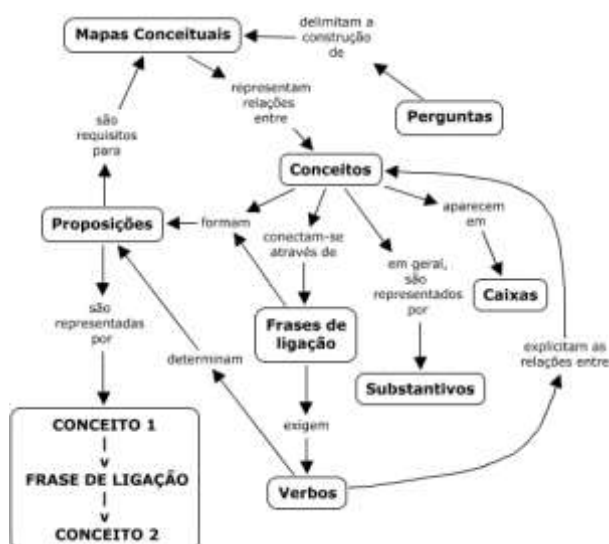 delimitam a
construção
de
Mapas Conceituais
representam
relações
entre
Perguntas
são
requisitos
para
Conceitos
Proposições
formam
conectam-se
através de
aparecem
em
em geral,
são
representados
por
Caixas
são
representadas
por
Frases de
ligação
determinam
explicitam as
relações entre
Substantivos
exigem
CONCEITO 1
|
v
FRASE DE LIGAÇÃO
|
v
CONCEITO 2
Verbos